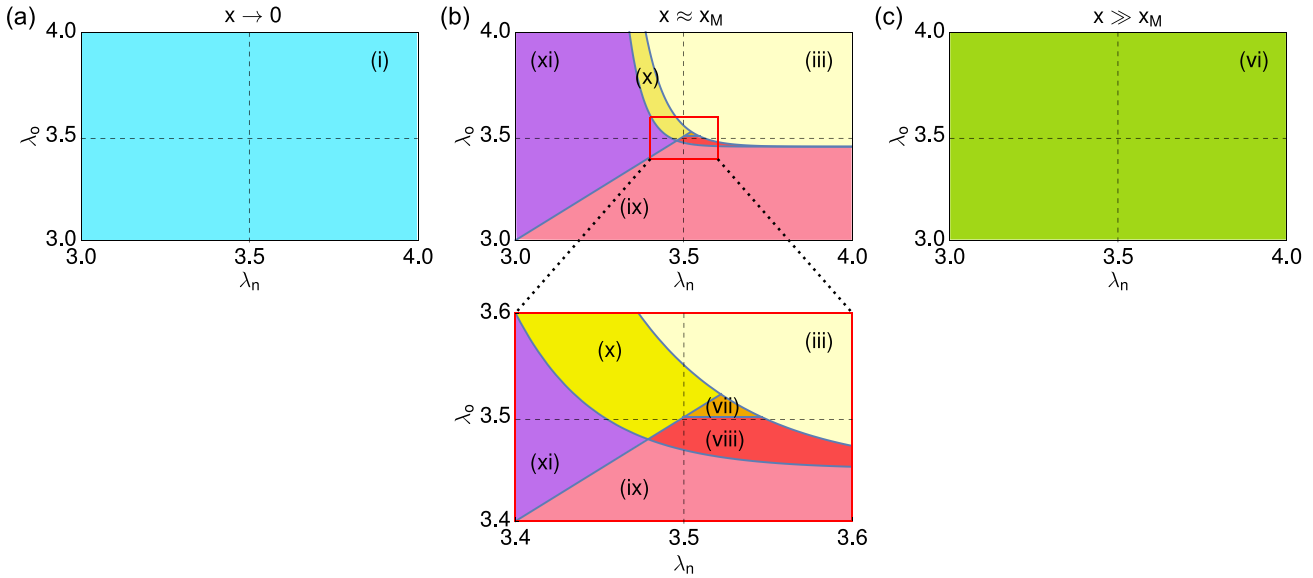 (a) x → 0
4.0
(i)
λo 3.5
3.0
3.0 3.5 4.0
λn
(b) x ≈ xM
4.0
(xi) (x) (iii)
λo 3.5
(ix)
3.0
3.0 3.5 4.0
λn
(c) x ≫ xM
4.0
(vi)
λo 3.5
3.0
3.0 3.5 4.0
λn
3.6
(x) (iii)
(vii)
λo 3.5
(viii)
(xi)
(ix)
3.4
3.4 3.5 3.6
λn